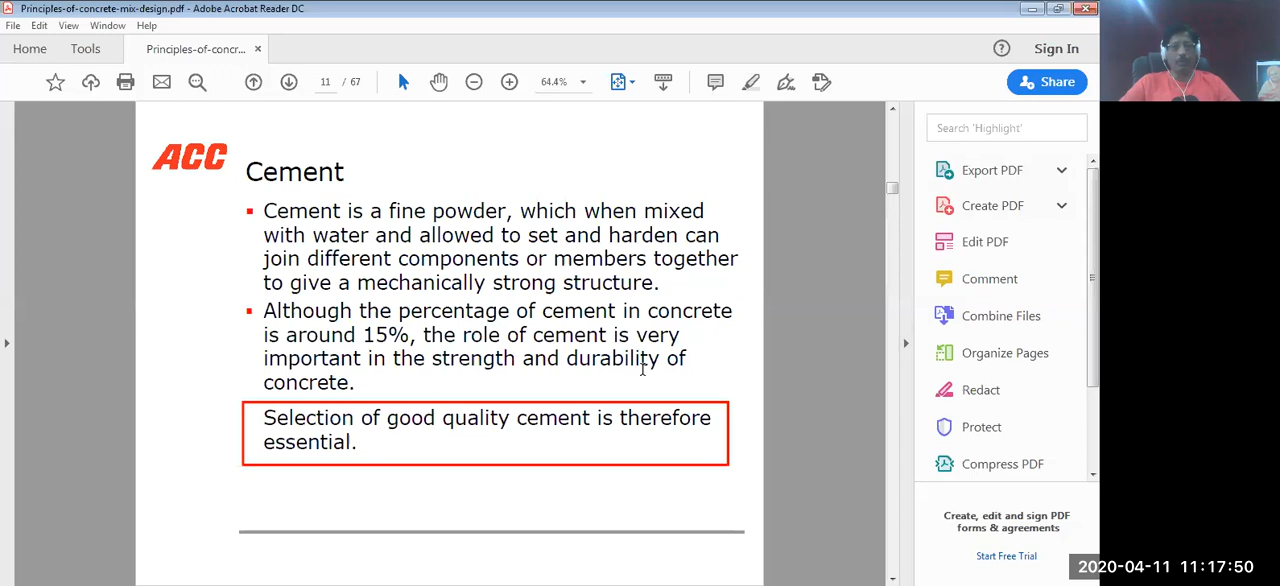 Principles-of-concrete-mix-design.pdf - Adobe Acrobat Reader DC
File Edit View Window Help
Home Tools Principles-of-concr... × Sign In
11 / 67 64.4% Share
ACC
Cement
Cement is a fine powder, which when mixed
with water and allowed to set and harden can
join different components or members together
to give a mechanically strong structure.
Although the percentage of cement in concrete
is around 15%, the role of cement is very
important in the strength and durability of
concrete.
Selection of good quality cement is therefore
essential.
Search 'Highlight'
Export PDF
Create PDF
Edit PDF
Comment
Combine Files
Organize Pages
Redact
Protect
Compress PDF
Create, edit and sign PDF
forms & agreements
Start Free Trial
2020-04-11 11:17:50